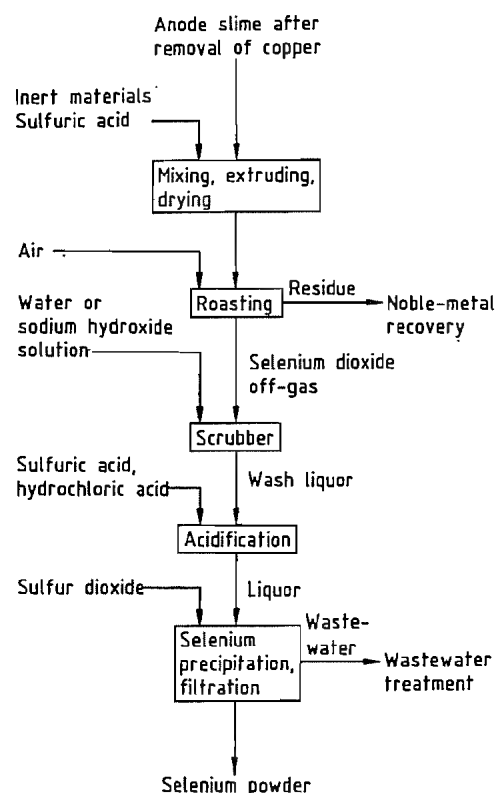 Anode slime after
removal of copper
Inert materials
Sulfuric acid
Mixing, extruding,
drying
Air
Roasting
Residue
Noble-metal
recovery
Water or
sodium hydroxide
solution
Selenium dioxide
off-gas
Scrubber
Sulfuric acid,
hydrochloric acid
Wash liquor
Acidification
Sulfur dioxide
Liquor
Selenium
precipitation,
filtration
Waste-
water
Wastewater
treatment
Selenium powder